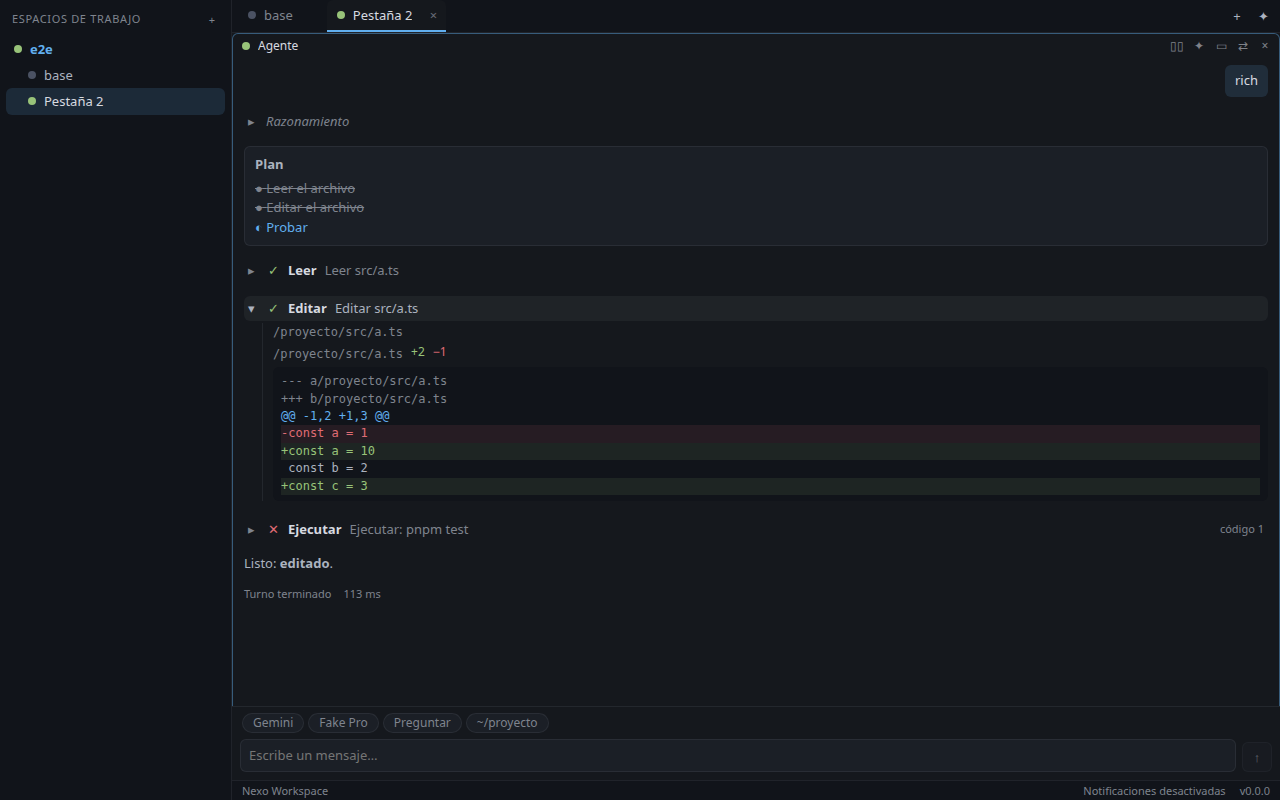 ESPACIOS DE TRABAJO +
e2e
base
Pestaña 2
base
Pestaña 2 ×
+
Agente
×
rich
Razonamiento
Plan
Leer el archivo
Editar el archivo
Probar
✓ Leer Leer src/a.ts
✓ Editar Editar src/a.ts
/proyecto/src/a.ts
/proyecto/src/a.ts +2 −1
--- a/proyecto/src/a.ts
+++ b/proyecto/src/a.ts
@@ -1,2 +1,3 @@
-const a = 1
+const a = 10
const b = 2
+const c = 3
✕ Ejecutar Ejecutar: pnpm test código 1
Listo: editado.
Turno terminado 113 ms
Gemini Fake Pro Preguntar ~/proyecto
Escribe un mensaje…
↑
Nexo Workspace Notificaciones desactivadas v0.0.0